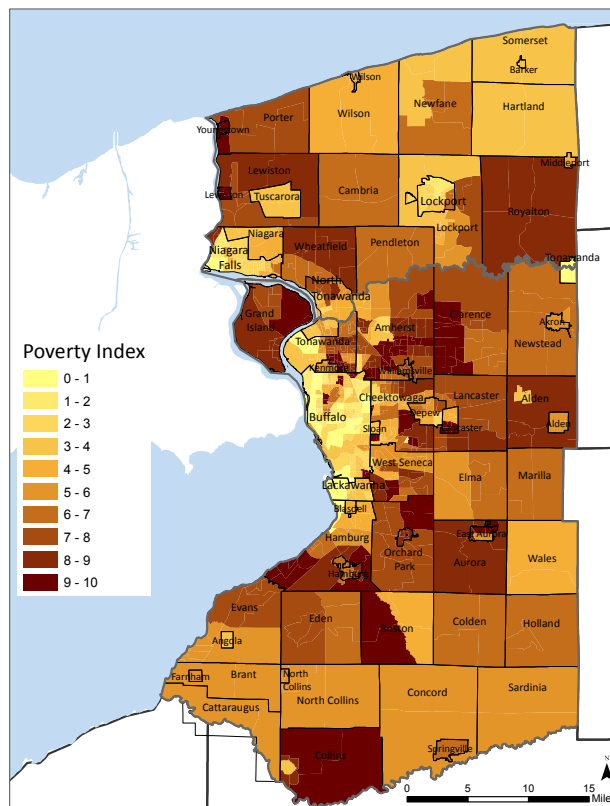 Somerset
Barker
Wilson
Wilson
Newfane
Hartland
Porter
Youngstown
Middleport
Lewiston
Lewiston
Tuscarora
Cambria
Lockport
Lockport
Royalton
Niagara
Niagara
Falls
Wheatfield
Pendleton
Tonawanda
North
Tonawanda
Grand
Island
Amherst
Clarence
Akron
Newstead
Tonawanda
Kenmore
Williamsville
Poverty Index
0 - 1
1 - 2
2 - 3
3 - 4
4 - 5
5 - 6
6 - 7
7 - 8
8 - 9
9 - 10
Buffalo
Cheektowaga
Sloan
Depew
Lancaster
Lancaster
Alden
Alden
West Seneca
Lackawanna
Blasdell
Elma
Marilla
Hamburg
Hamburg
Orchard
Park
East Aurora
Aurora
Wales
Evans
Eden
Boston
Colden
Holland
Angola
Farnham
Brant
North
Collins
North Collins
Cattaraugus
Concord
Sardinia
Collins
Springville
N
0 5 10 15
Miles